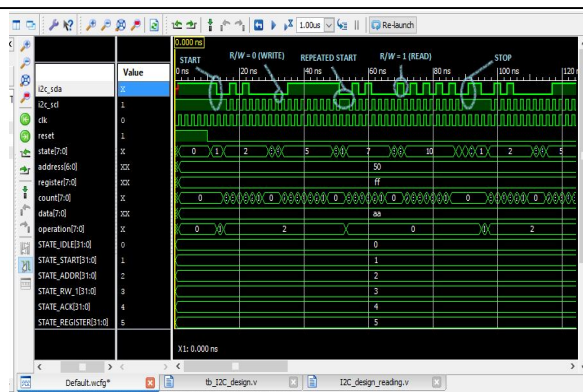 1.00us Re-launch
0.000 ns
START R/W = 0 (WRITE) REPEATED START R/W = 1 (READ) STOP
Value
0 ns 20 ns 40 ns 60 ns 80 ns 100 ns 120
i2c_sda X
i2c_scl 1
clk 0
reset 1
state[7:0] X 0 1 2 5 7 10 1 2 5
address[6:0] XX 50
register[7:0] XX ff
count[7:0] X 0 0 0 0 0 0 0
data[7:0] XX aa
operation[7:0] X 0 2 0 2
STATE_IDLE[31:0] 0 0
STATE_START[31:0] 1 1
STATE_ADDR[31:0] 2 2
STATE_RW_1[31:0] 3 3
STATE_ACK[31:0] 4 4
STATE_REGISTER[31:0] 5 5
X1: 0.000 ns
Default.wcfg* tb_I2C_design.v I2C_design_reading.v